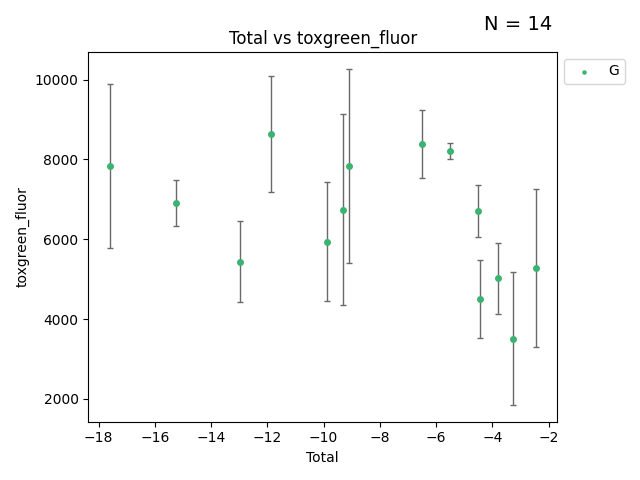 N = 14
Total vs toxgreen_fluor
G
toxgreen_fluor
10000
8000
6000
4000
2000
−18 −16 −14 −12 −10 −8 −6 −4 −2
Total